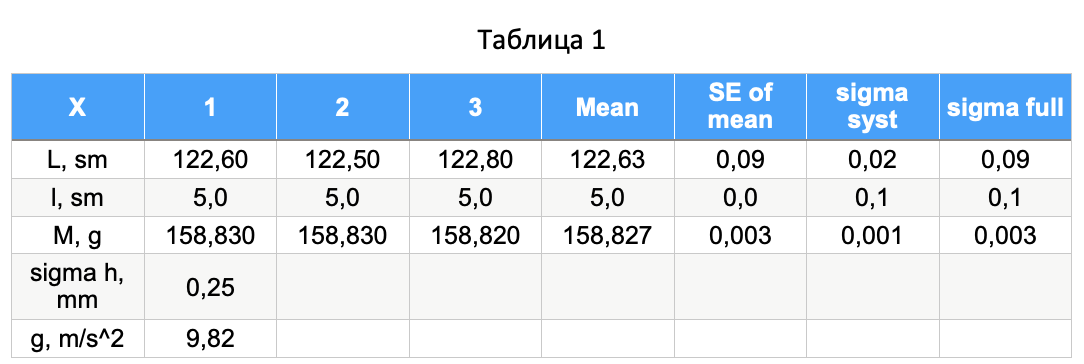 Таблица 1
X 1 2 3 Mean SE of mean sigma syst sigma full
L, sm 122,60 122,50 122,80 122,63 0,09 0,02 0,09
l, sm 5,0 5,0 5,0 5,0 0,0 0,1 0,1
M, g 158,830 158,830 158,820 158,827 0,003 0,001 0,003
sigma h, mm 0,25
g, m/s^2 9,82